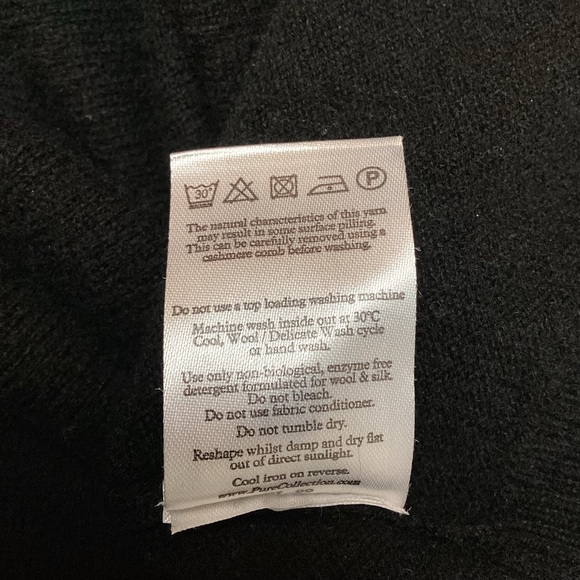 30°
P
The natural characteristics of this yarn
may result in some surface pilling.
This can be carefully removed using a
cashmere comb before washing.
Do not use a top loading washing machine
Machine wash inside out at 30°C
Cool, Wool / Delicate Wash cycle
or hand wash.
Use only non-biological, enzyme free
detergent formulated for wool & silk.
Do not bleach.
Do not use fabric conditioner.
Do not tumble dry.
Reshape whilst damp and dry flat
out of direct sunlight.
Cool iron on reverse.
www.PureCollection.com